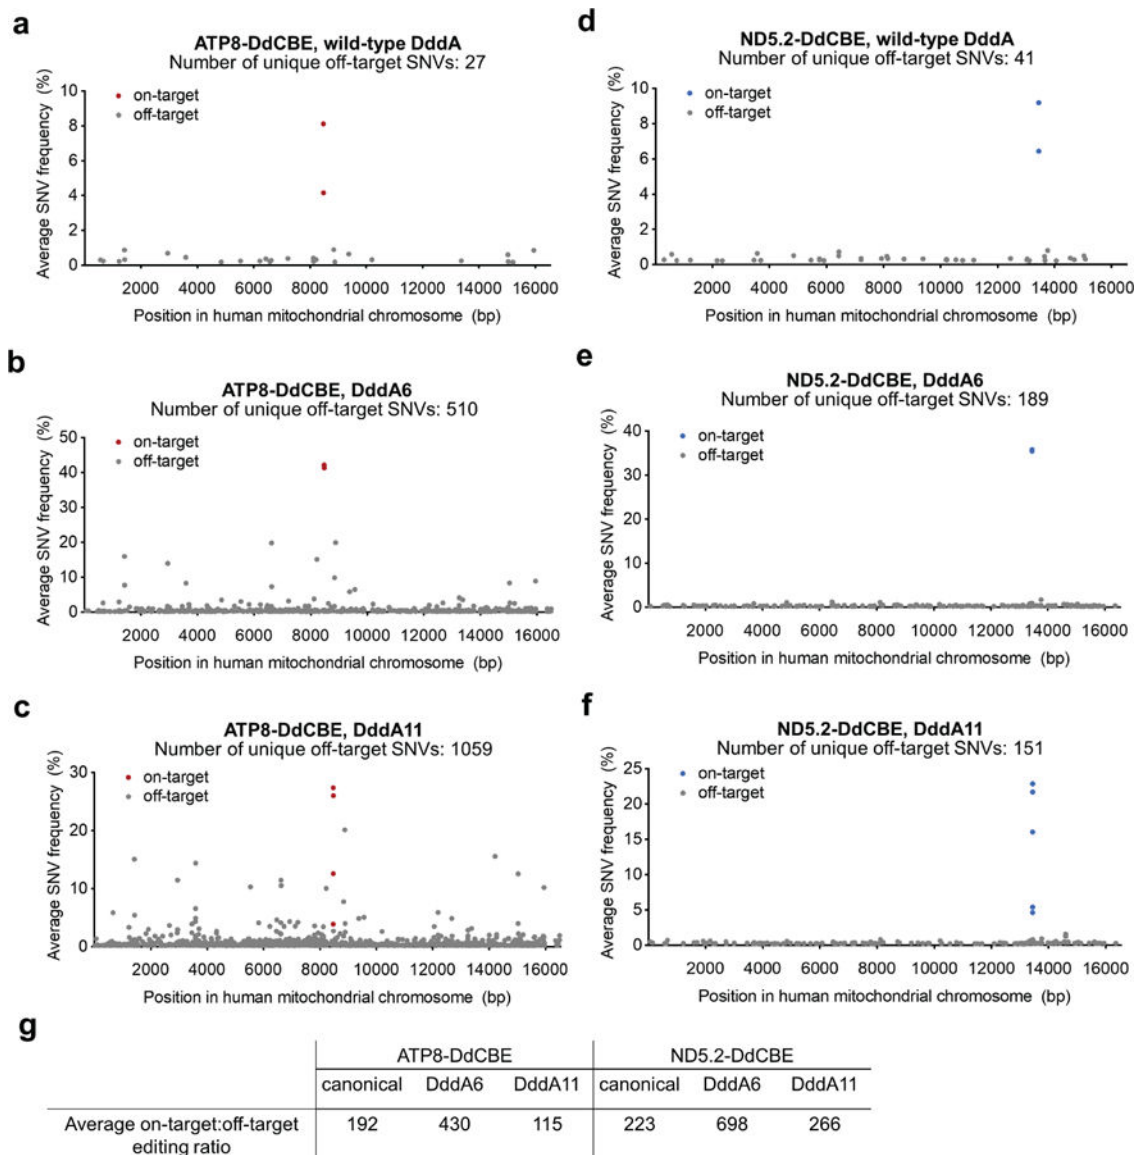 a
ATP8-DdCBE, wild-type DddA
Number of unique off-target SNVs: 27
Average SNV frequency (%)
10
8
6
4
2
0
on-target
off-target
2000 4000 6000 8000 10000 12000 14000 16000
Position in human mitochondrial chromosome (bp)
b
ATP8-DdCBE, DddA6
Number of unique off-target SNVs: 510
Average SNV frequency (%)
50
40
30
20
10
0
on-target
off-target
2000 4000 6000 8000 10000 12000 14000 16000
Position in human mitochondrial chromosome (bp)
c
ATP8-DdCBE, DddA11
Number of unique off-target SNVs: 1059
Average SNV frequency (%)
30
20
10
0
on-target
off-target
2000 4000 6000 8000 10000 12000 14000 16000
Position in human mitochondrial chromosome (bp)
d
ND5.2-DdCBE, wild-type DddA
Number of unique off-target SNVs: 41
Average SNV frequency (%)
10
8
6
4
2
0
on-target
off-target
2000 4000 6000 8000 10000 12000 14000 16000
Position in human mitochondrial chromosome (bp)
e
ND5.2-DdCBE, DddA6
Number of unique off-target SNVs: 189
Average SNV frequency (%)
40
30
20
10
0
on-target
off-target
2000 4000 6000 8000 10000 12000 14000 16000
Position in human mitochondrial chromosome (bp)
f
ND5.2-DdCBE, DddA11
Number of unique off-target SNVs: 151
Average SNV frequency (%)
25
20
15
10
5
0
on-target
off-target
2000 4000 6000 8000 10000 12000 14000 16000
Position in human mitochondrial chromosome (bp)
g
ATP8-DdCBE ND5.2-DdCBE
canonical DddA6 DddA11 canonical DddA6 DddA11
Average on-target:off-target 192 430 115 223 698 266
editing ratio